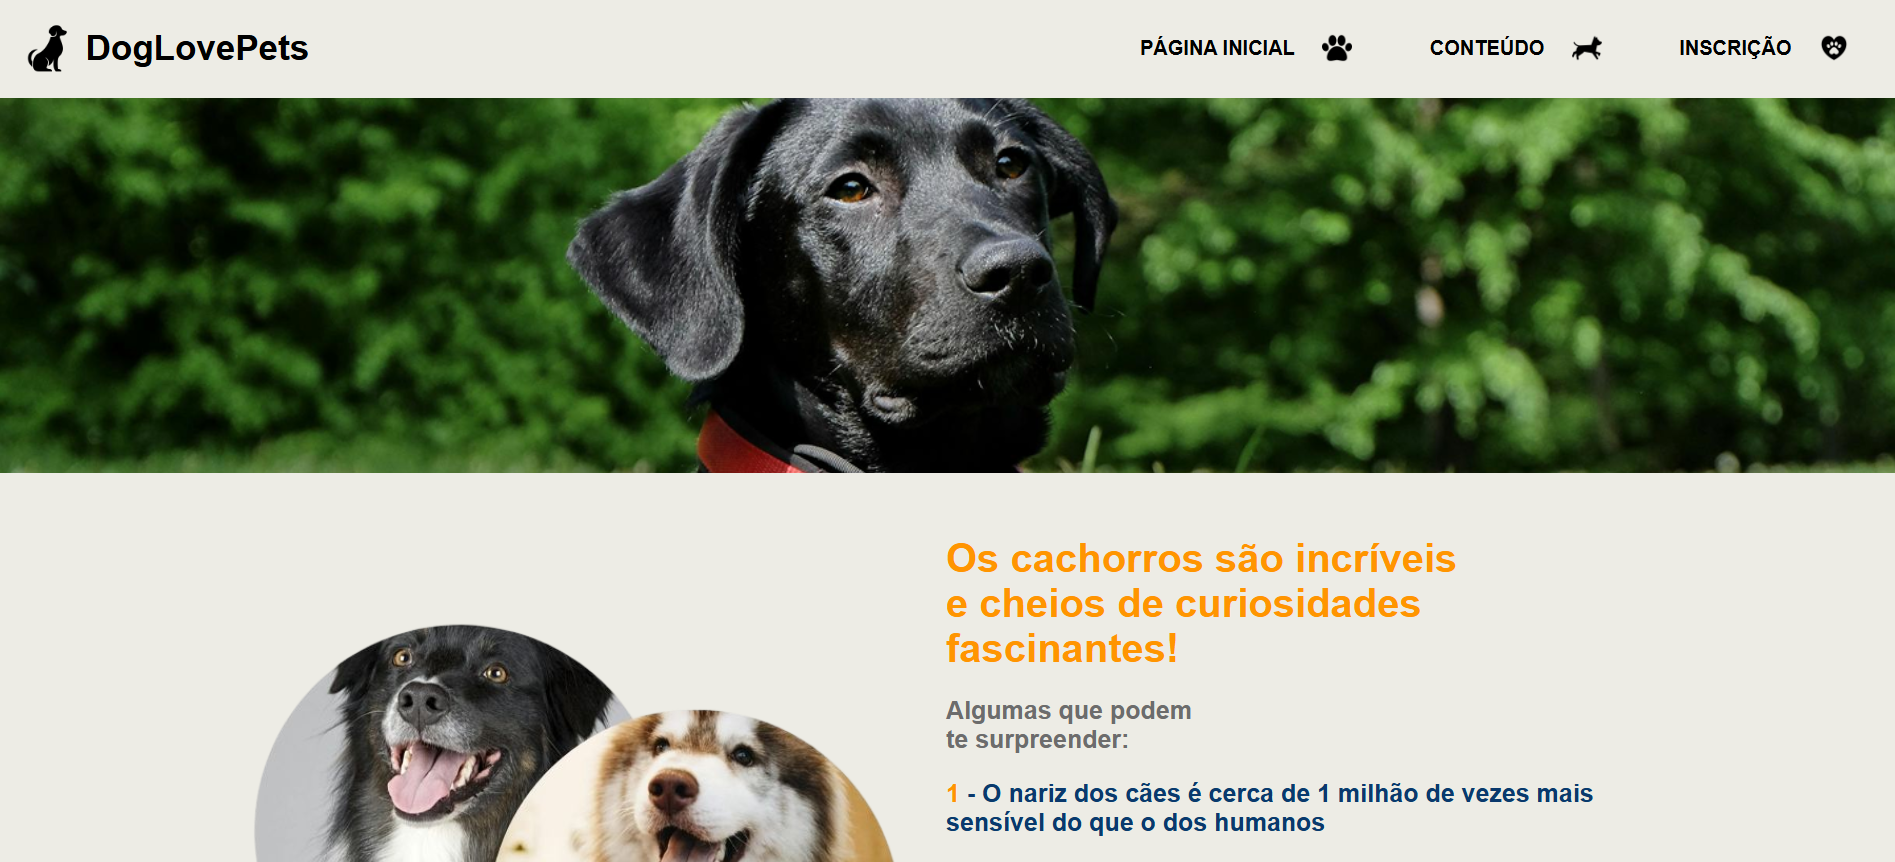 DogLovePets
PÁGINA INICIAL
CONTEÚDO
INSCRIÇÃO
Os cachorros são incríveis
e cheios de curiosidades
fascinantes!
Algumas que podem
te surpreender:
1 - O nariz dos cães é cerca de 1 milhão de vezes mais
sensível do que o dos humanos